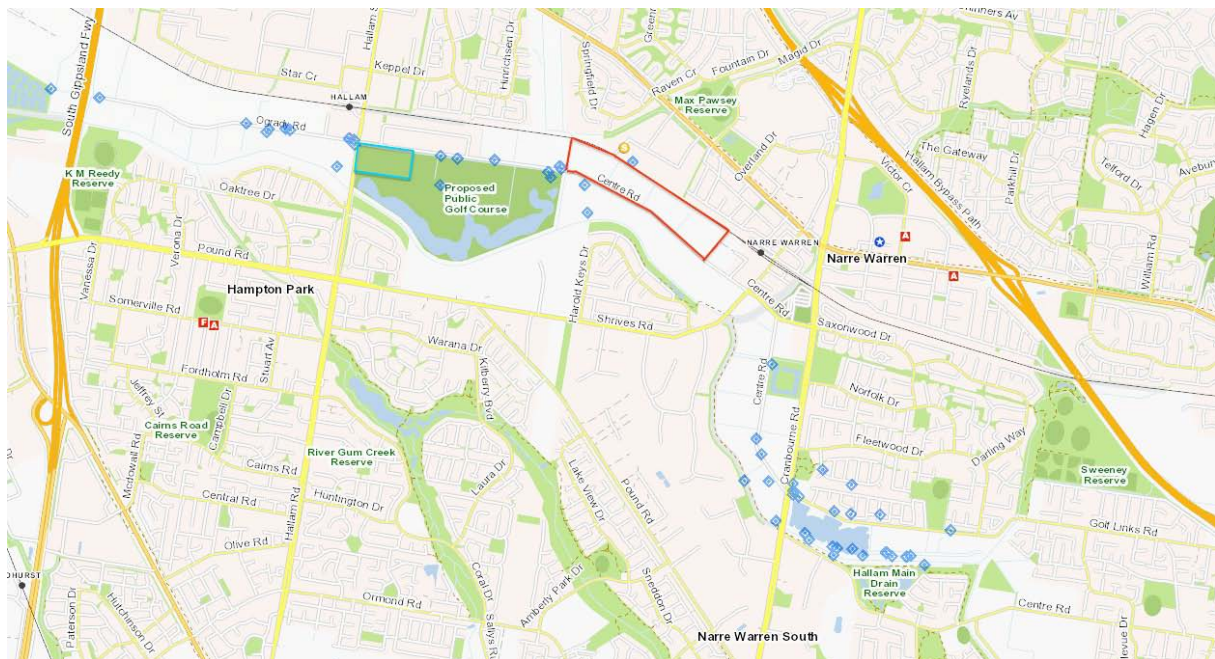 South Gippsland Fwy
Hallam S
Keppel Dr
Star Cr
Hinrichsen Dr
HALLAM
Ogrady Rd
Springfield Dr
Raven Cr
Fountain Dr
Magid Dr
Max Pawsey
Reserve
Overland Dr
Victor Cr
Hallam Bypass Path
Ryelands Dr
The Gateway
Parkhill Dr
Hagen Dr
Telford Dr
Avebu
William Rd
K M Reedy
Reserve
Oaktree Dr
Verona Dr
Vanessa Dr
Pound Rd
Proposed
Public
Golf Course
Centre Rd
NARRE WARREN
Narre Warren
A
A
Hampton Park
Somerville Rd
F A
Stuart Av
Fordholm Rd
Warana Dr
Kilberry Blvd
Harold Keys Dr
Shrives Rd
Centre Rd
Saxonwood Dr
Centre Rd
Cranbourne Rd
Norfolk Dr
Fleetwood Dr
Darling Way
Sweeney
Reserve
Golf Links Rd
Jeffrey St
Campbell Dr
Cairns Road
Reserve
Mcdowall Rd
Cairns Rd
Central Rd
River Gum Creek
Reserve
Huntington Dr
Laura Dr
Lake View Dr
Pound Rd
Hallam Rd
Olive Rd
DHURST
Paterson Dr
Hutchinson Dr
Ormond Rd
Coral Dr
Sallys Rd
Amberly Park Dr
Sneddon Dr
Hallam Main
Drain
Reserve
Centre Rd
Narre Warren South